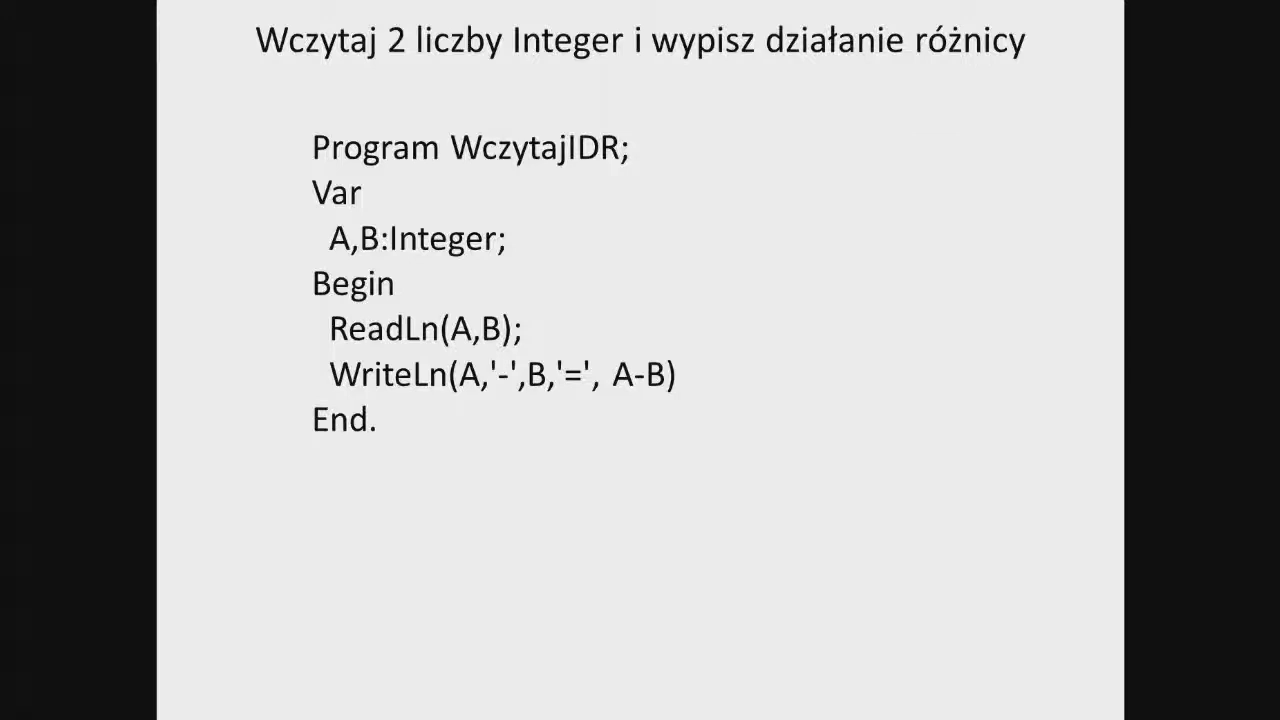 Wczytaj 2 liczby Integer i wypisz działanie różnicy
Program WczytajIDR;
Var
A,B:Integer;
Begin
ReadLn(A,B);
WriteLn(A,'-',B,'=', A-B)
End.